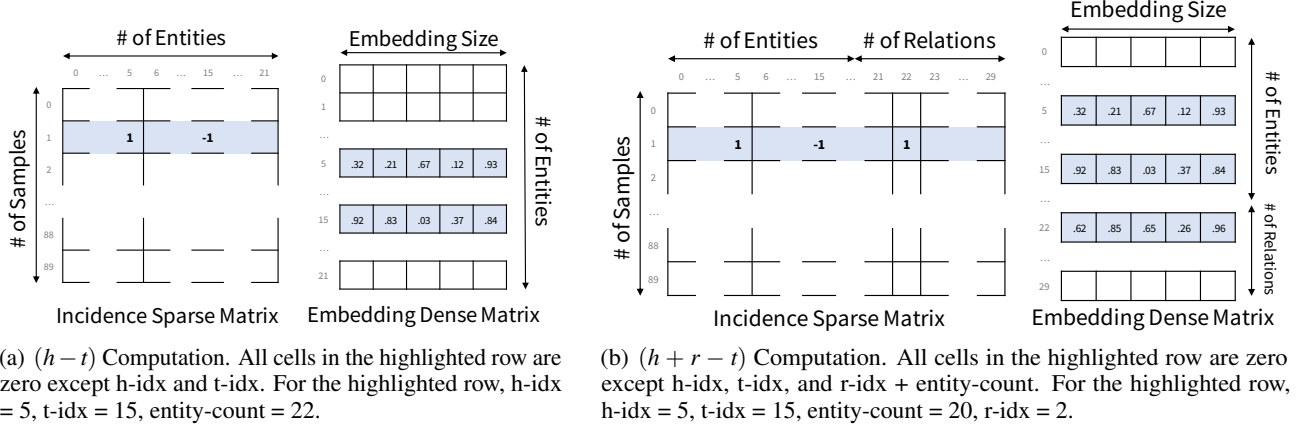 # of Entities
Embedding Size
0 ... 5 6 ... 15 ... 21
# of Samples
0
1 1 -1
2
...
88
89
0
1
...
5 .32 .21 .67 .12 .93
...
15 .92 .83 .03 .37 .84
...
21
# of Entities
Incidence Sparse Matrix
Embedding Dense Matrix
(a) (h − t) Computation. All cells in the highlighted row are
zero except h-idx and t-idx. For the highlighted row, h-idx
= 5, t-idx = 15, entity-count = 22.
# of Entities
# of Relations
Embedding Size
0 ... 5 6 ... 15 ... 21 22 23 ... 29
# of Samples
0
1 1 -1 1
2
...
88
89
0
...
5 .32 .21 .67 .12 .93
...
15 .92 .83 .03 .37 .84
...
22 .62 .85 .65 .26 .96
...
29
# of Entities
# of Relations
Incidence Sparse Matrix
Embedding Dense Matrix
(b) (h + r − t) Computation. All cells in the highlighted row are zero
except h-idx, t-idx, and r-idx + entity-count. For the highlighted row,
h-idx = 5, t-idx = 15, entity-count = 20, r-idx = 2.